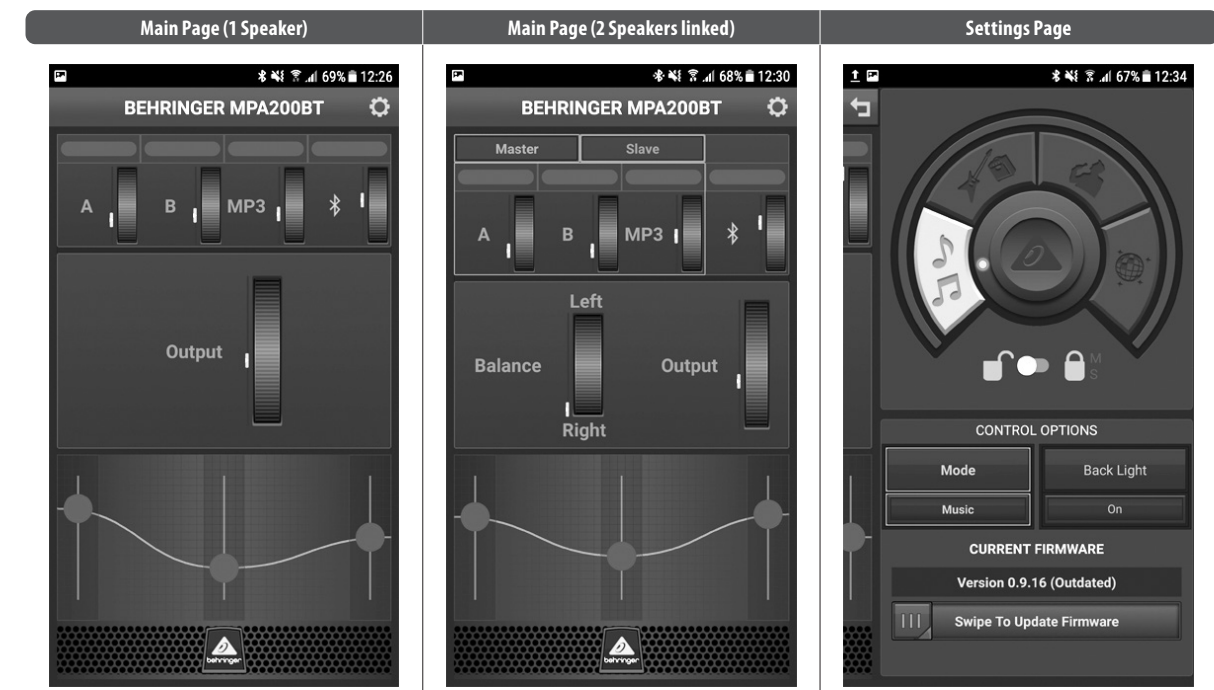 Main Page (1 Speaker)
Main Page (2 Speakers linked)
Settings Page
69% 12:26
BEHRINGER MPA200BT
A
B
MP3
Output
behringer
68% 12:30
BEHRINGER MPA200BT
Master
Slave
A
B
MP3
Left
Balance
Output
Right
behringer
67% 12:34
M
S
CONTROL OPTIONS
Mode
Back Light
Music
On
CURRENT FIRMWARE
Version 0.9.16 (Outdated)
Swipe To Update Firmware